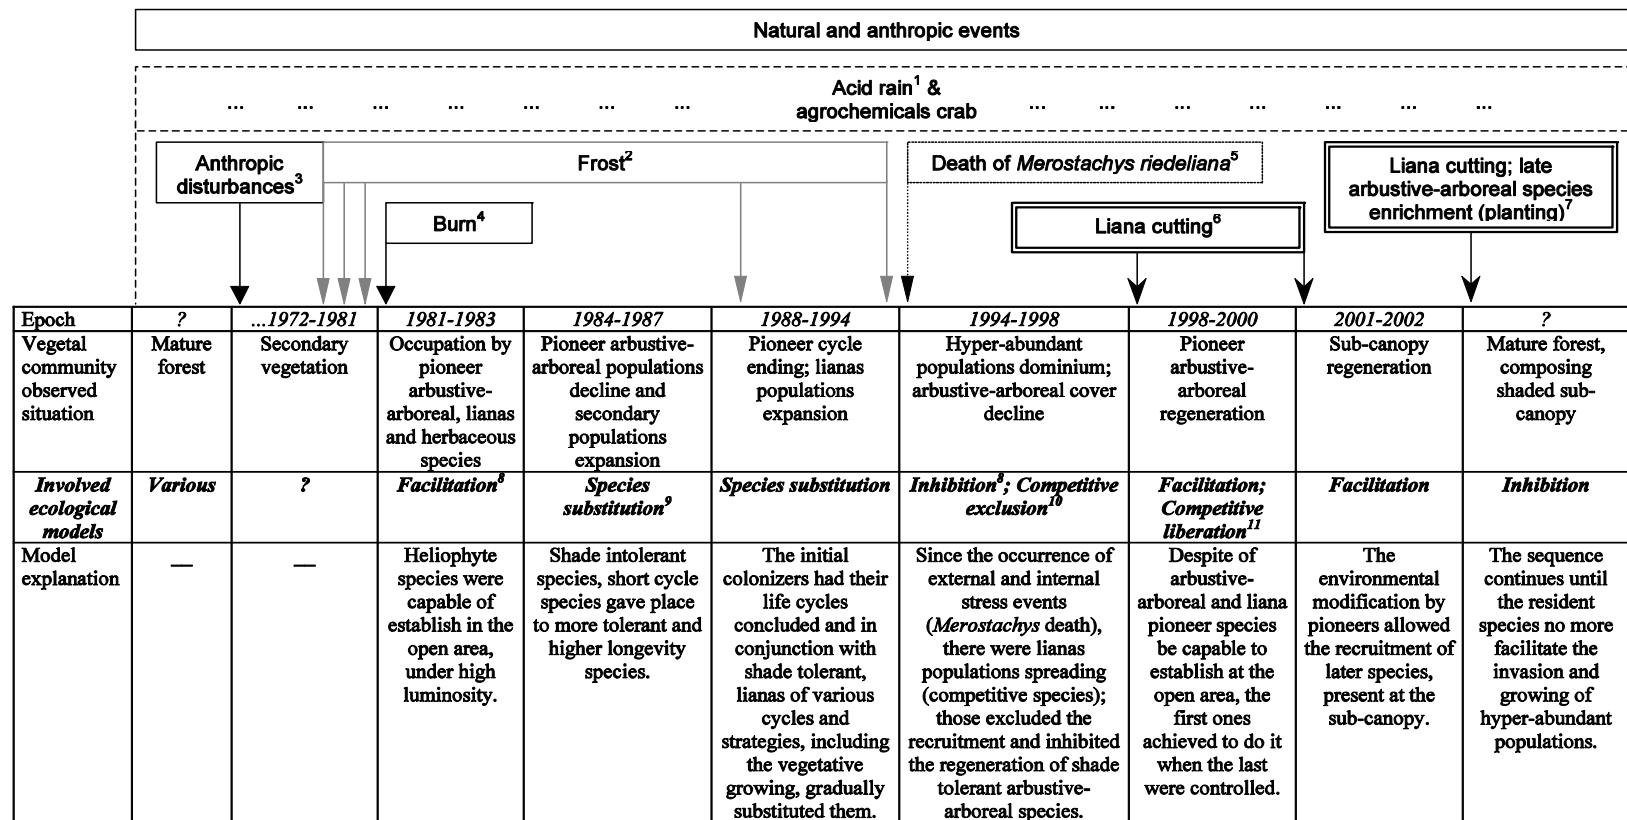 Natural and anthropic events
Acid rain1 &
... ... ... ... ... ... ... agrochemicals crab ... ... ... ... ... ... ...
Anthropic
disturbances3
Frost2
Death of Merostachys riedeliana5
Liana cutting; late
arbustive-arboreal species
enrichment (planting)7
Burn4
Liana cutting6
Epoch
?
...1972-1981
1981-1983
1984-1987
1988-1994
1994-1998
1998-2000
2001-2002
?
Vegetal
community
observed
situation
Mature
forest
Secondary
vegetation
Occupation by
pioneer
arbustive-
arboreal, lianas
and herbaceous
species
Pioneer arbustive-
arboreal populations
decline and
secondary
populations
expansion
Pioneer cycle
ending; lianas
populations
expansion
Hyper-abundant
populations dominium;
arbustive-arboreal cover
decline
Pioneer
arbustive-
arboreal
regeneration
Sub-canopy
regeneration
Mature forest,
composing
shaded sub-
canopy
Involved
ecological
models
Various
?
Facilitation8
Species
substitution9
Species substitution
Inhibition8; Competitive
exclusion10
Facilitation;
Competitive
liberation11
Facilitation
Inhibition
Model
explanation
—
—
Heliophyte
species were
capable of
establish in the
open area,
under high
luminosity.
Shade intolerant
species, short cycle
species gave place
to more tolerant and
higher longevity
species.
The initial
colonizers had their
life cycles
concluded and in
conjunction with
shade tolerant,
lianas of various
cycles and
strategies, including
the vegetative
growing, gradually
substituted them.
Since the occurrence of
external and internal
stress events
(Merostachys death),
there were lianas
populations spreading
(competitive species);
those excluded the
recruitment and inhibited
the regeneration of shade
tolerant arbustive-
arboreal species.
Despite of
arbustive-
arboreal and liana
pioneer species
be capable to
establish at the
open area, the
first ones
achieved to do it
when the last
were controlled.
The
environmental
modification by
pioneers allowed
the recruitment of
later species,
present at the
sub-canopy.
The sequence
continues until
the resident
species no more
facilitate the
invasion and
growing of
hyper-abundant
populations.